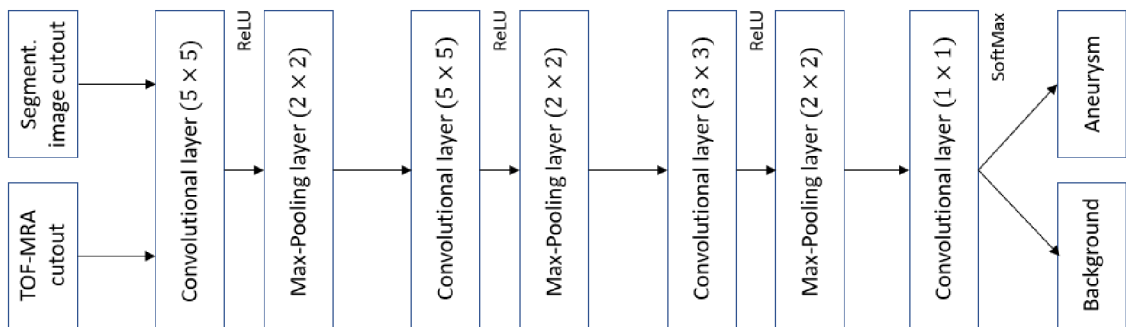 Segment.
image cutout
TOF-MRA
cutout
Convolutional layer (5 × 5)
ReLU
Max-Pooling layer (2 × 2)
Convolutional layer (5 × 5)
ReLU
Max-Pooling layer (2 × 2)
Convolutional layer (3 × 3)
ReLU
Max-Pooling layer (2 × 2)
Convolutional layer (1 × 1)
SoftMax
Aneurysm
Background